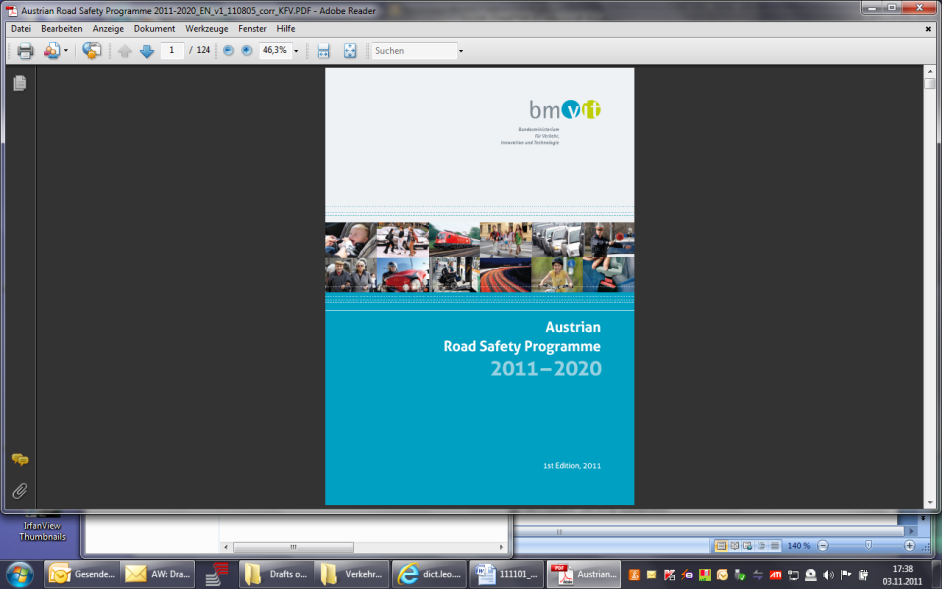 Austrian Road Safety Programme 2011-2020_EN_v1_110805_corr_KFV.PDF - Adobe Reader
Datei Bearbeiten Anzeige Dokument Werkzeuge Fenster Hilfe
1 / 124 46,3% Suchen
bmvit
Bundesministerium
für Verkehr,
Innovation und Technologie
Austrian
Road Safety Programme
2011–2020
1st Edition, 2011
IrfanView
Thumbnails
140 %
Gesende...
AW: Dra...
Drafts o...
Verkehr...
dict.leo....
111101_...
PDF
Austrian...
ATI
17:38
03.11.2011